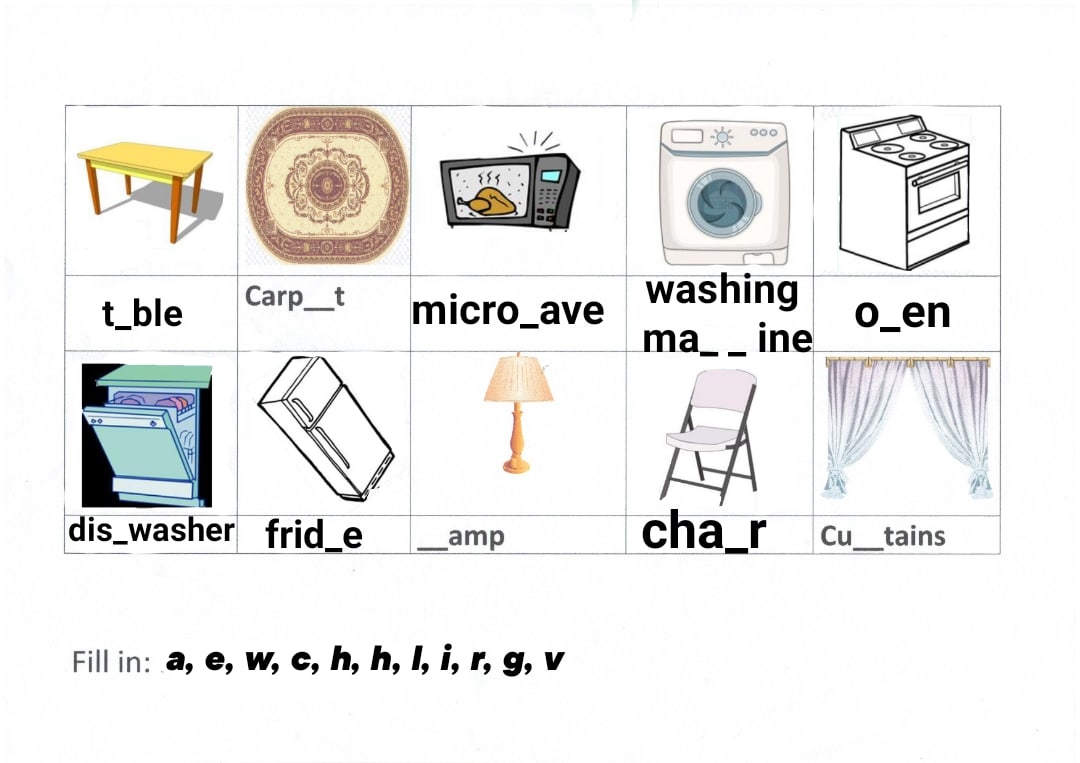 t_ble
Carp__t
micro_ave
washing
ma_ _ ine
o_en
dis_washer
frid_e
__amp
cha_r
Cu__tains
Fill in: a, e, w, c, h, h, l, i, r, g, v